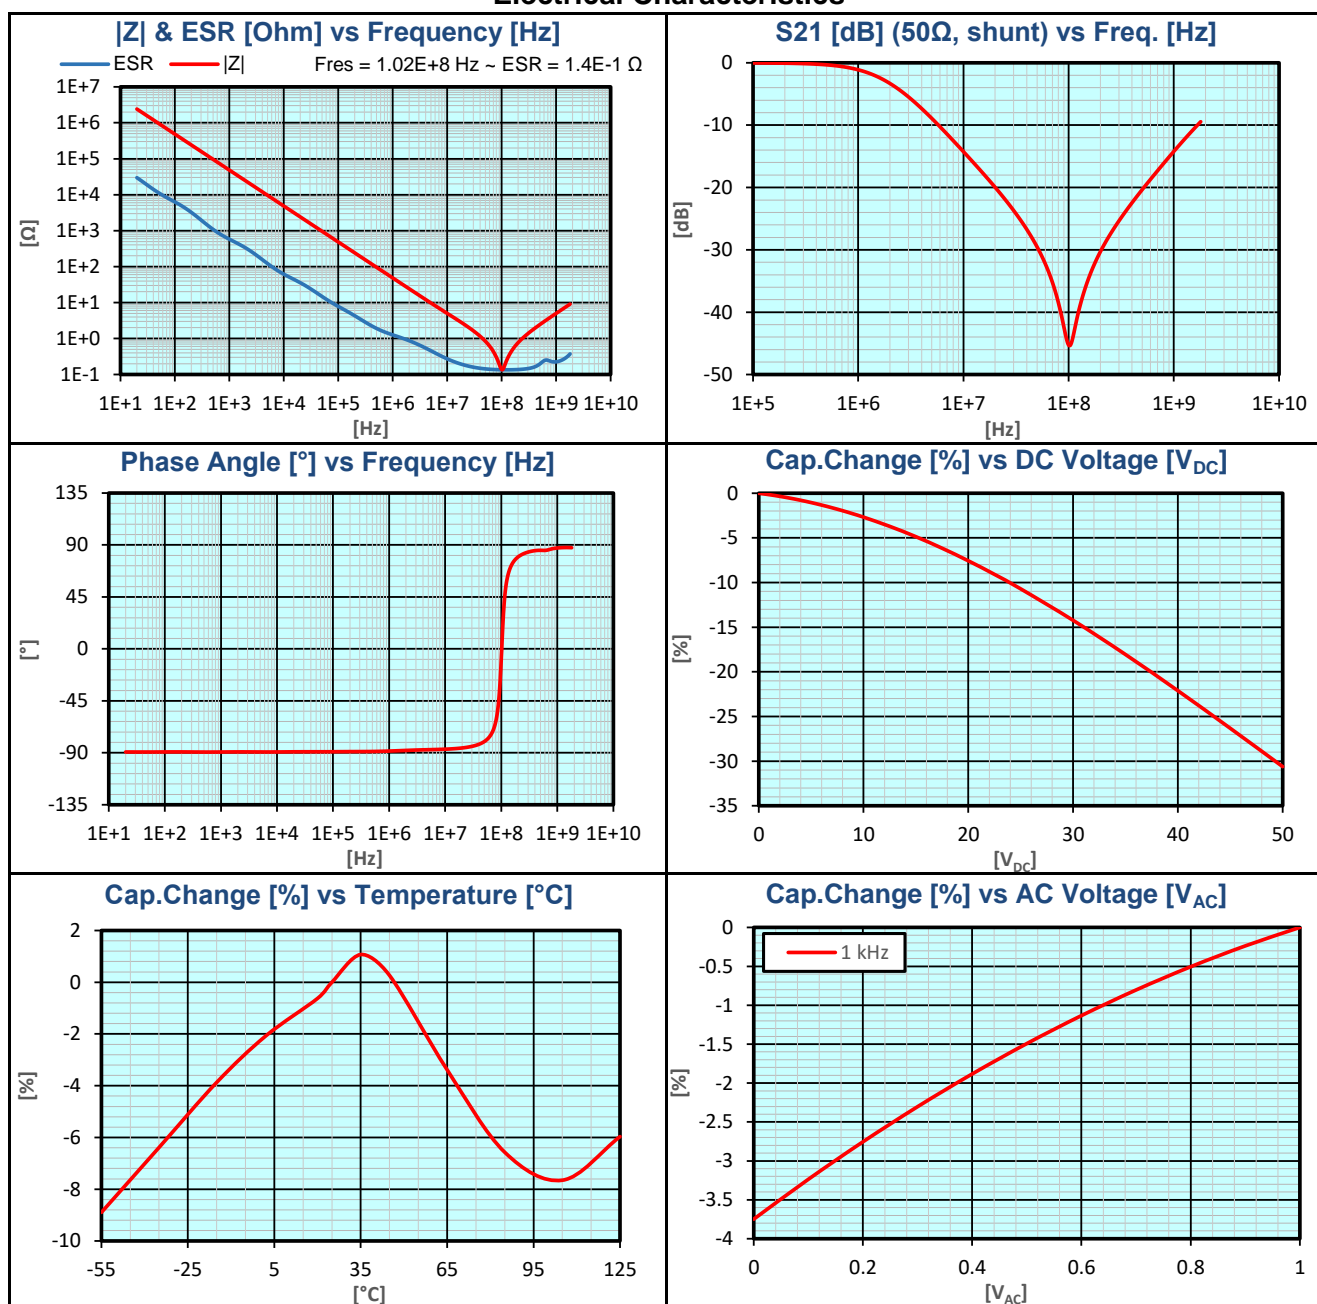 |Z| & ESR [Ohm] vs Frequency [Hz]
ESR |Z| Fres = 1.02E+8 Hz ~ ESR = 1.4E-1 Ω
1E+7
1E+6
1E+5
1E+4
1E+3
1E+2
1E+1
1E+0
1E-1
[Ω]
1E+1 1E+2 1E+3 1E+4 1E+5 1E+6 1E+7 1E+8 1E+9 1E+10
[Hz]
S21 [dB] (50Ω, shunt) vs Freq. [Hz]
0
-10
-20
-30
-40
-50
[dB]
1E+5 1E+6 1E+7 1E+8 1E+9 1E+10
[Hz]
Phase Angle [°] vs Frequency [Hz]
135
90
45
0
-45
-90
-135
[°]
1E+1 1E+2 1E+3 1E+4 1E+5 1E+6 1E+7 1E+8 1E+9 1E+10
[Hz]
Cap.Change [%] vs DC Voltage [VDC]
0
-5
-10
-15
-20
-25
-30
-35
[%]
0 10 20 30 40 50
[VDC]
Cap.Change [%] vs Temperature [°C]
2
0
-2
-4
-6
-8
-10
[%]
-55 -25 5 35 65 95 125
[°C]
Cap.Change [%] vs AC Voltage [VAC]
1 kHz
0
-0.5
-1
-1.5
-2
-2.5
-3
-3.5
-4
[%]
0 0.2 0.4 0.6 0.8 1
[VAC]